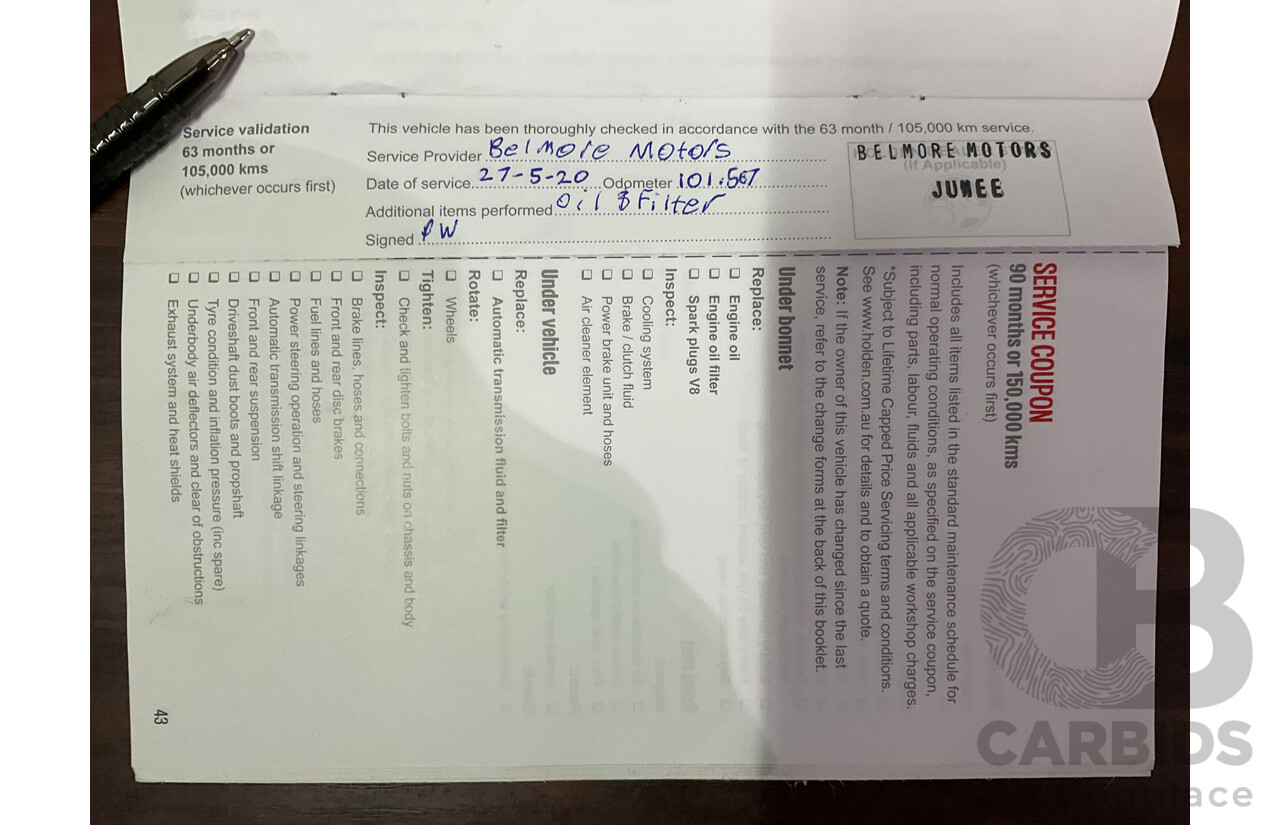 Service validation
63 months or
105,000 kms
(whichever occurs first)
This vehicle has been thoroughly checked in accordance with the 63 month / 105,000 km service.
Service Provider Belmore Motors
Date of service 27-5-20 Odometer 101.567
Additional items performed Oil & Filter
Signed PW
BELMORE MOTORS
(If Applicable)
JUNEE
SERVICE COUPON
90 months or 150,000 kms
(whichever occurs first)
Includes all items listed in the standard maintenance schedule for
normal operating conditions, as specified on the service coupon,
including parts, labour, fluids and all applicable workshop charges.
*Subject to Lifetime Capped Price Servicing terms and conditions.
See www.holden.com.au for details and to obtain a quote.
Note: If the owner of this vehicle has changed since the last
service, refer to the change forms at the back of this booklet.
Under bonnet
Replace:
Engine oil
Engine oil filter
Spark plugs V8
Inspect:
Cooling system
Brake / clutch fluid
Power brake unit and hoses
Air cleaner element
Under vehicle
Replace:
Automatic transmission fluid and filter
Rotate:
Wheels
Tighten:
Check and tighten bolts and nuts on chassis and body
Inspect:
Brake lines, hoses and connections
Front and rear disc brakes
Fuel lines and hoses
Power steering operation and steering linkages
Automatic transmission shift linkage
Front and rear suspension
Driveshaft dust boots and propshaft
Tyre condition and inflation pressure (inc spare)
Underbody air deflectors and clear of obstructions
Exhaust system and heat shields
43
CB
CARBIDS